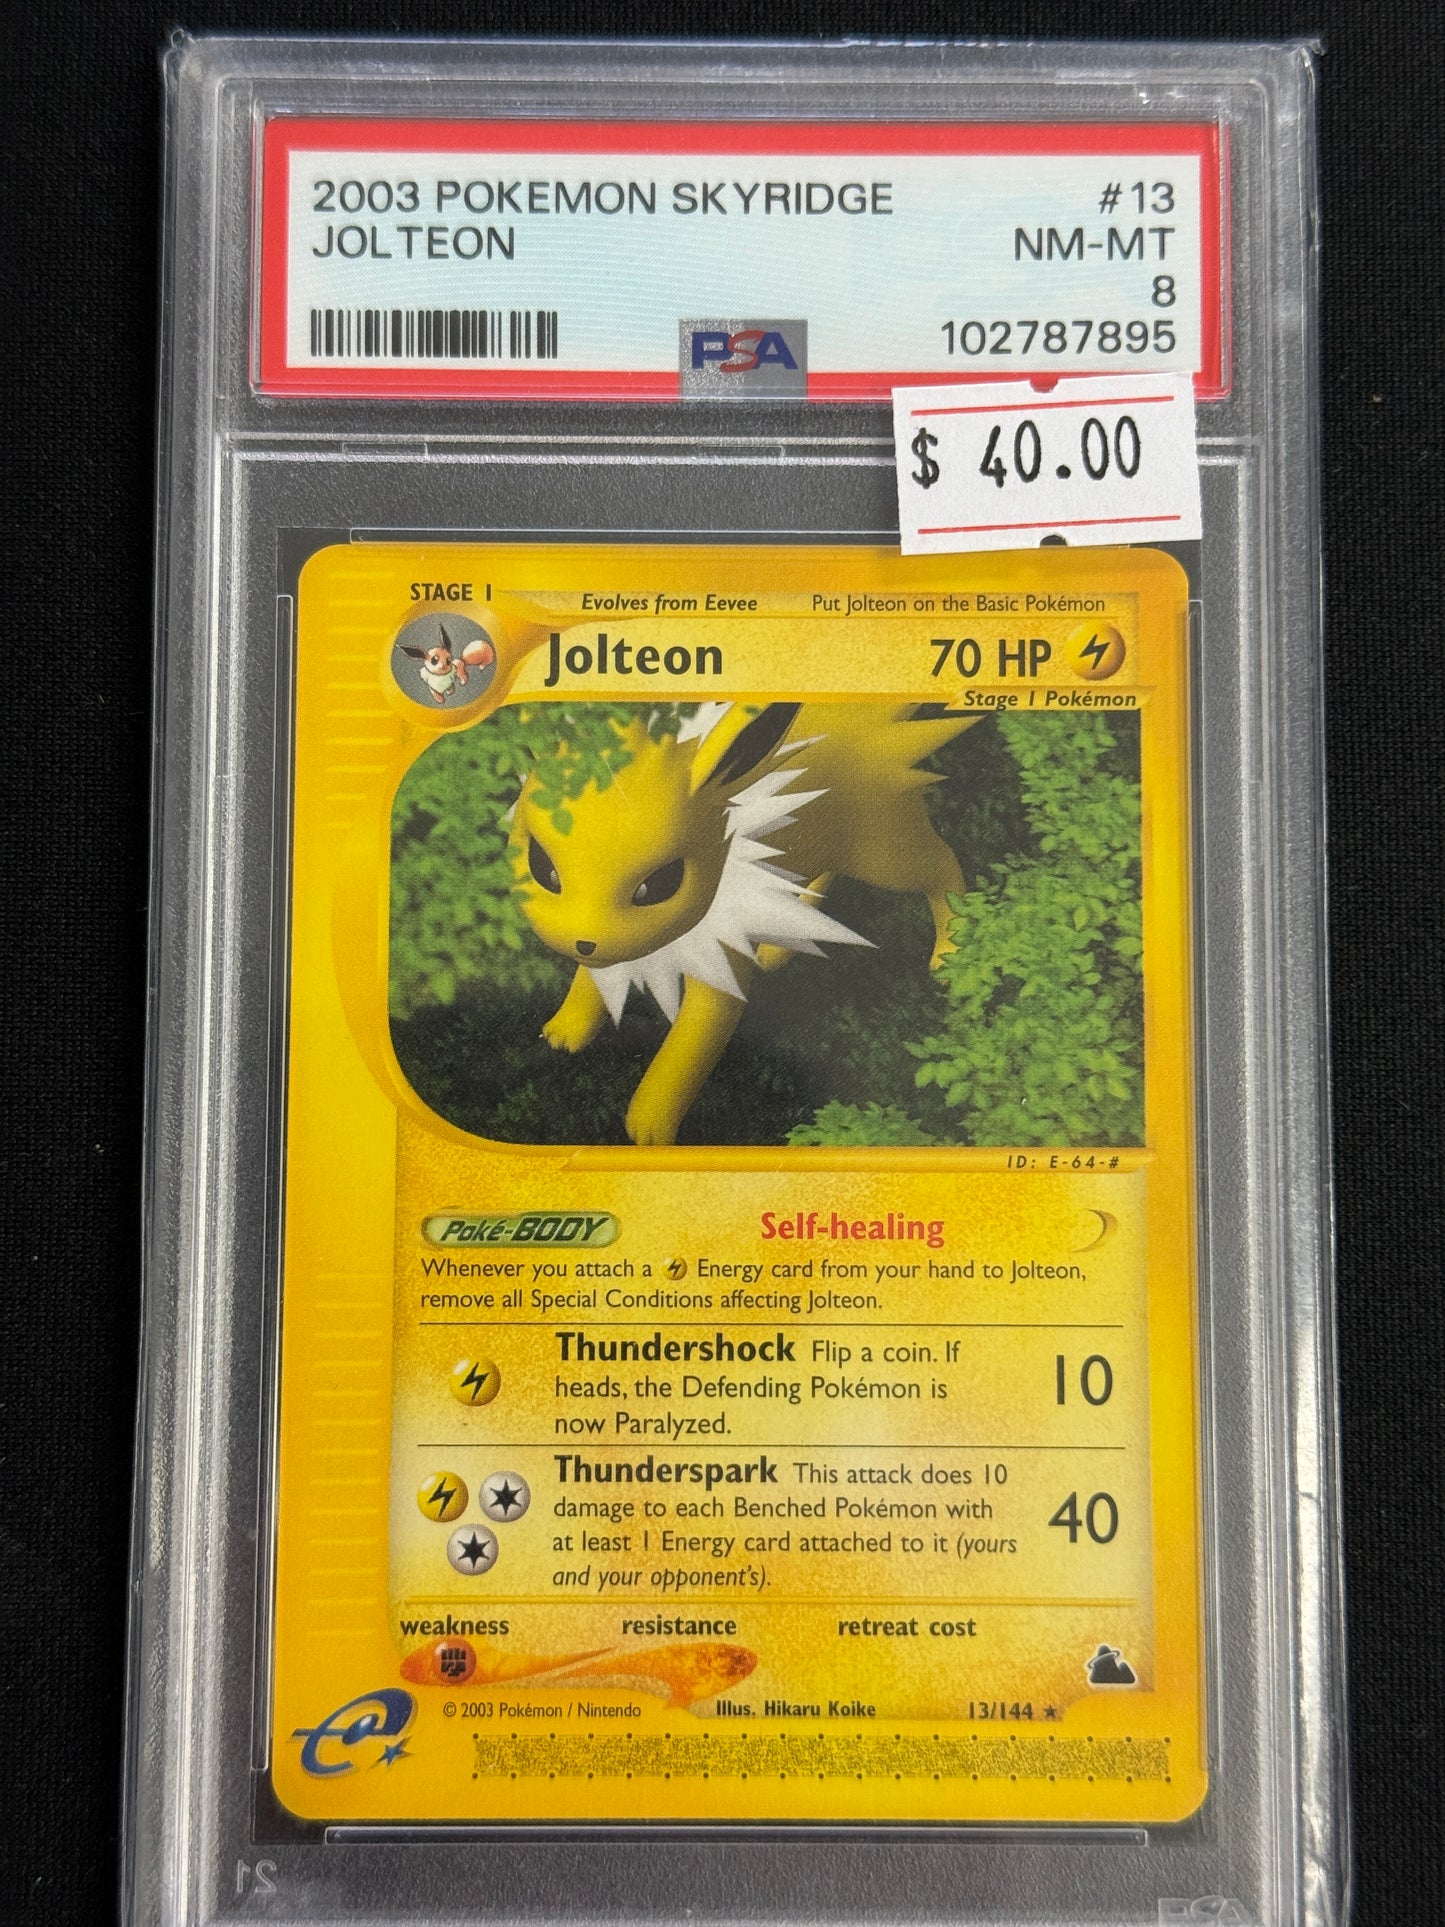 2003 POKEMON SKYRIDGE #13
JOLTEON NM-MT
8
PSA 102787895
$ 40.00
STAGE 1
Evolves from Eevee Put Jolteon on the Basic Pokémon
Jolteon 70 HP
Stage 1 Pokémon
ID: E-64-#
Poké-BODY Self-healing
Whenever you attach a Energy card from your hand to Jolteon,
remove all Special Conditions affecting Jolteon.
Thundershock Flip a coin. If
heads, the Defending Pokémon is 10
now Paralyzed.
Thunderspark This attack does 10
damage to each Benched Pokémon with
at least 1 Energy card attached to it (yours 40
and your opponent's).
weakness resistance retreat cost
© 2003 Pokémon / Nintendo Illus. Hikaru Koike 13/144 ★
e
21
PSA